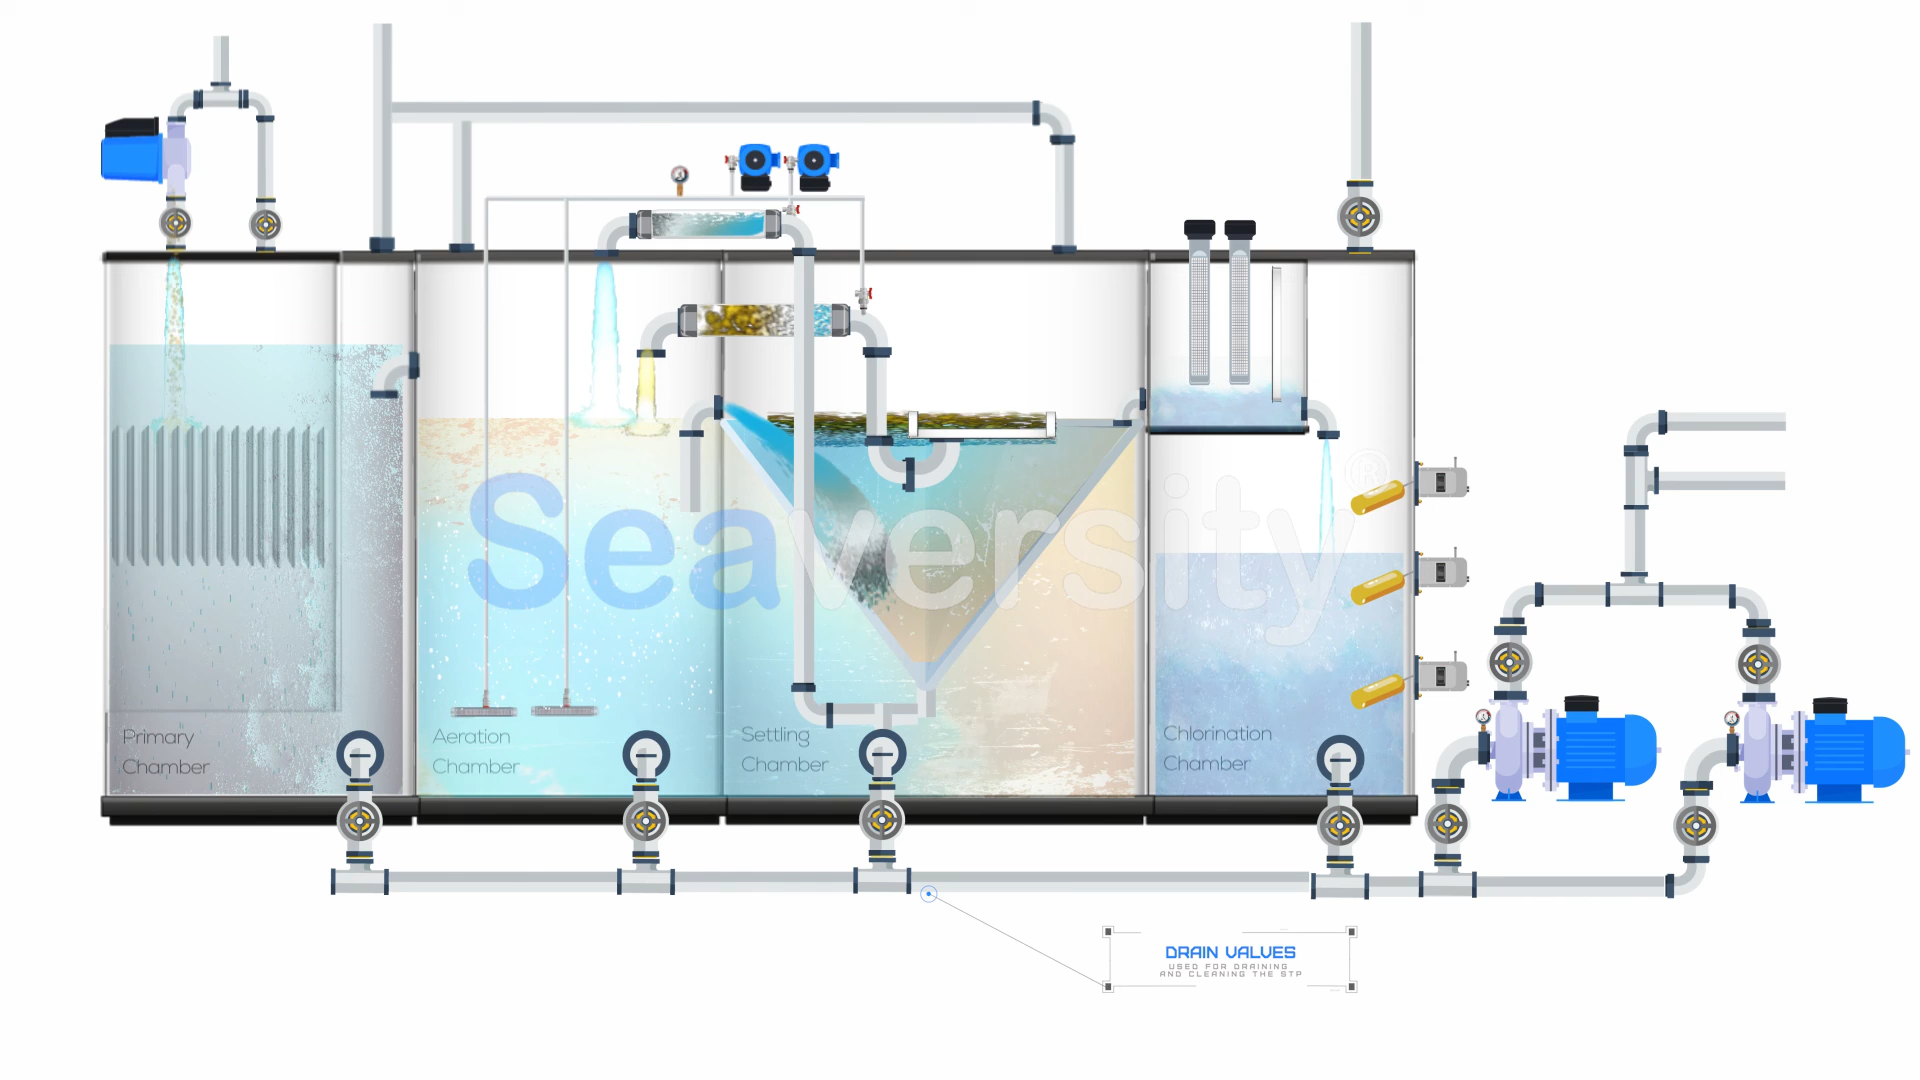 Seaversity®
Primary
Chamber
Aeration
Chamber
Settling
Chamber
Chlorination
Chamber
DRAIN VALVES
USED FOR DRAINING
AND CLEANING THE STP